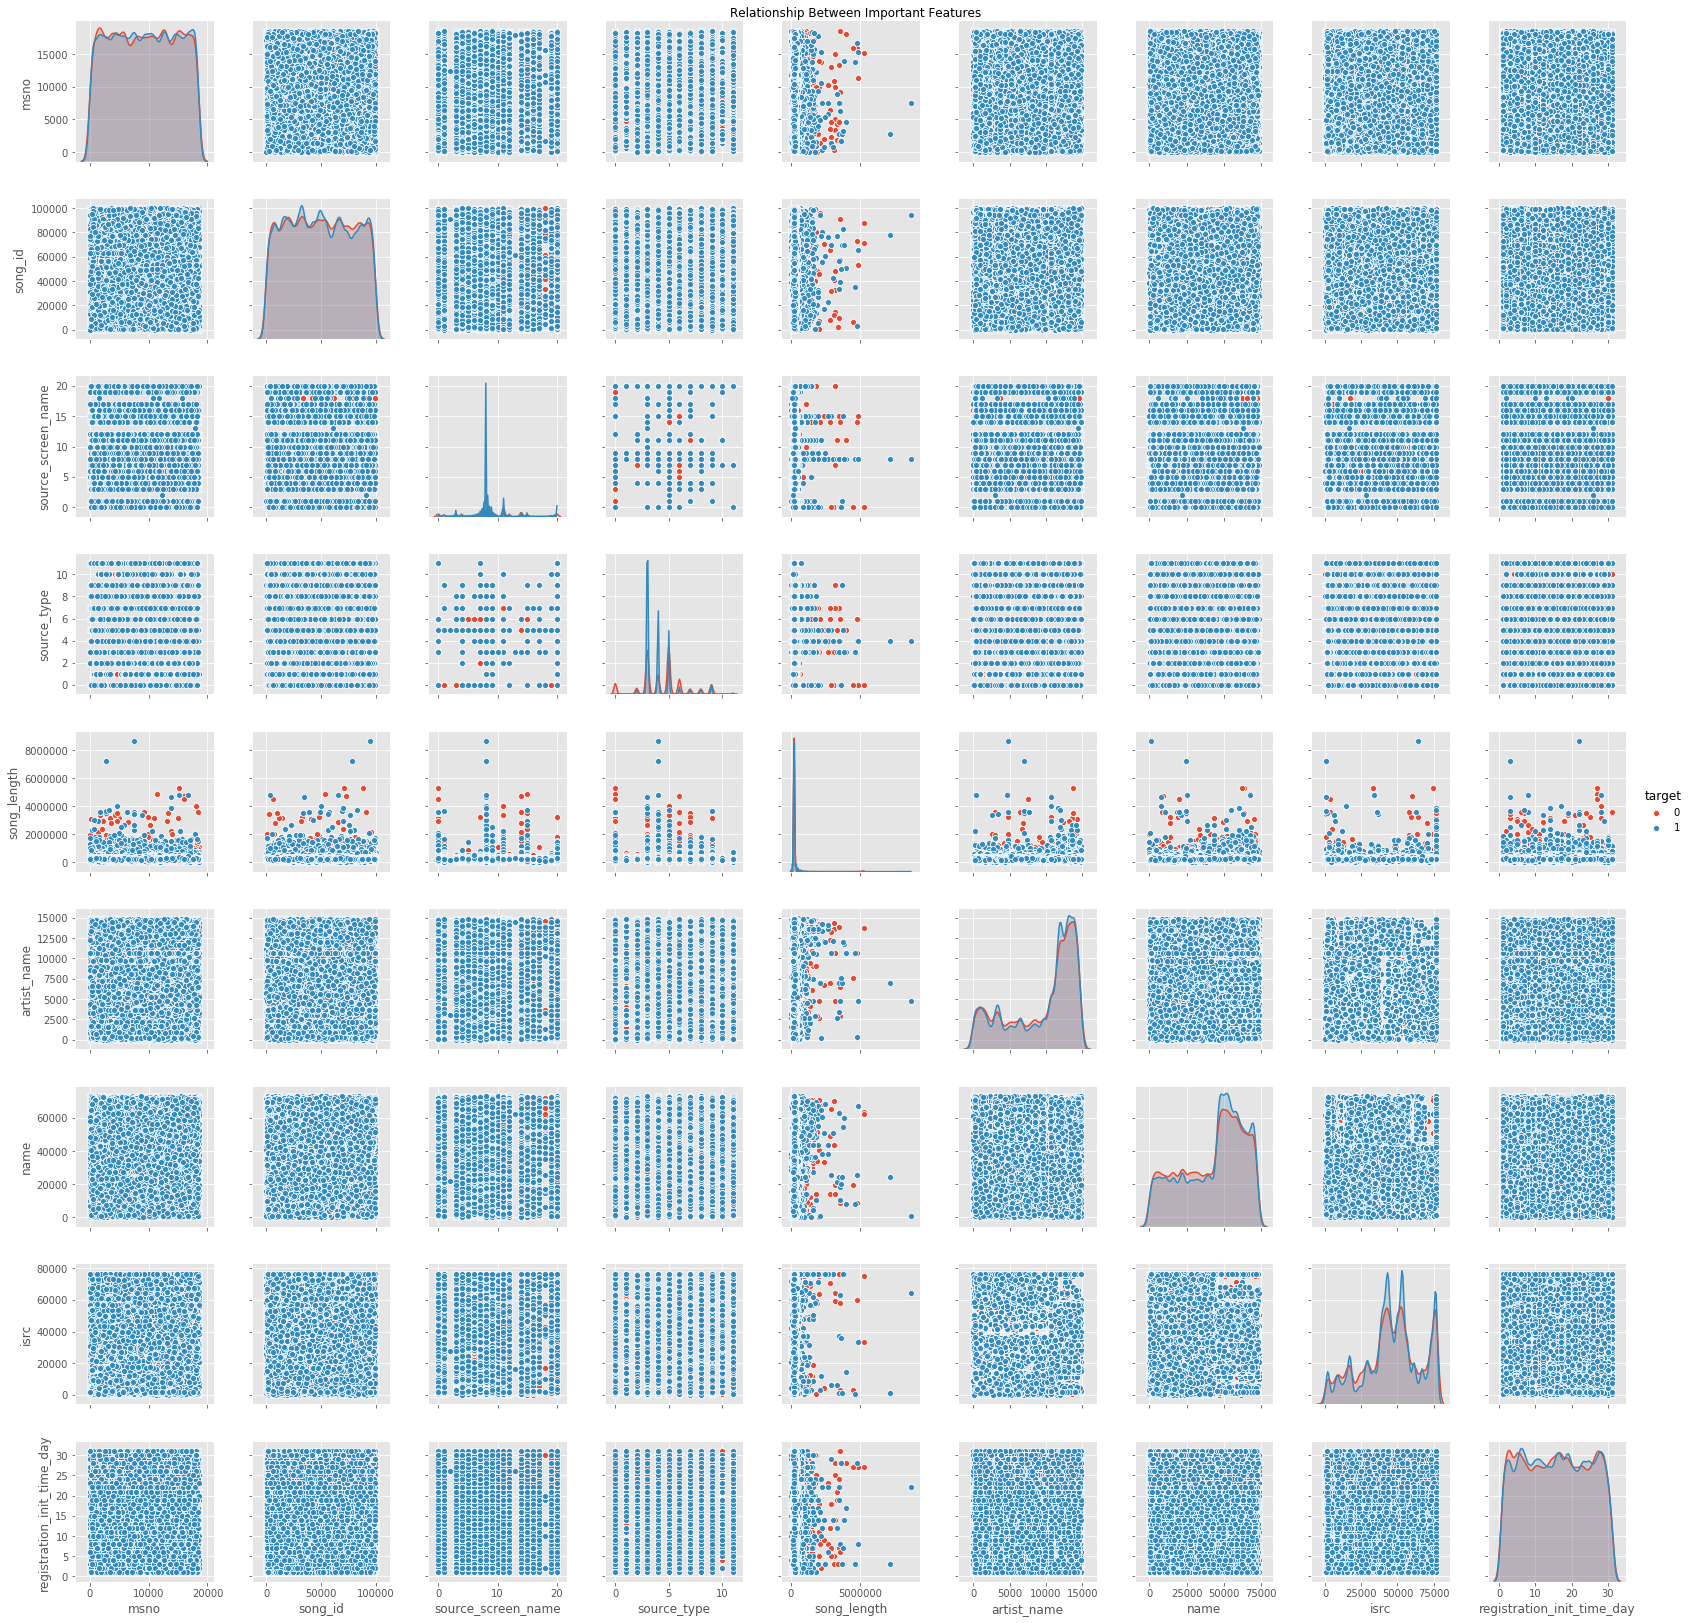 Relationship Between Important Features
msno
15000
10000
5000
0
song_id
100000
80000
60000
40000
20000
0
source_screen_name
20
15
10
5
0
source_type
10
8
6
4
2
0
song_length
8000000
6000000
4000000
2000000
0
target
0
1
artist_name
15000
12500
10000
7500
5000
2500
0
name
60000
40000
20000
0
isrc
80000
60000
40000
20000
0
registration_init_time_day
30
25
20
15
10
5
0
0 10000 20000
0 50000 100000
0 10 20
0 5 10
0 5000000
0 5000 10000 15000
0 25000 50000 75000
0 25000 50000 75000
0 10 20 30
msno song_id source_screen_name source_type song_length artist_name name isrc registration_init_time_day